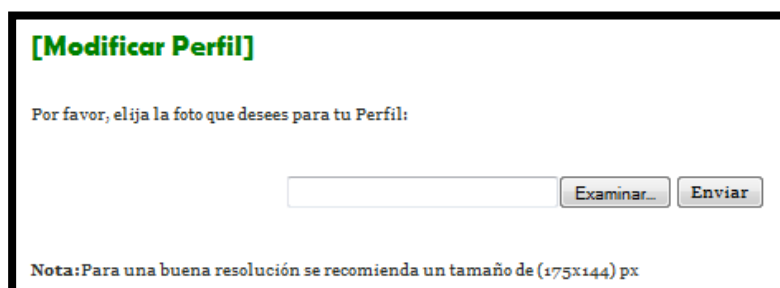 [Modificar Perfil]
Por favor, elija la foto que desees para tu Perfil:
Examinar... Enviar
Nota:Para una buena resolución se recomienda un tamaño de (175x144) px